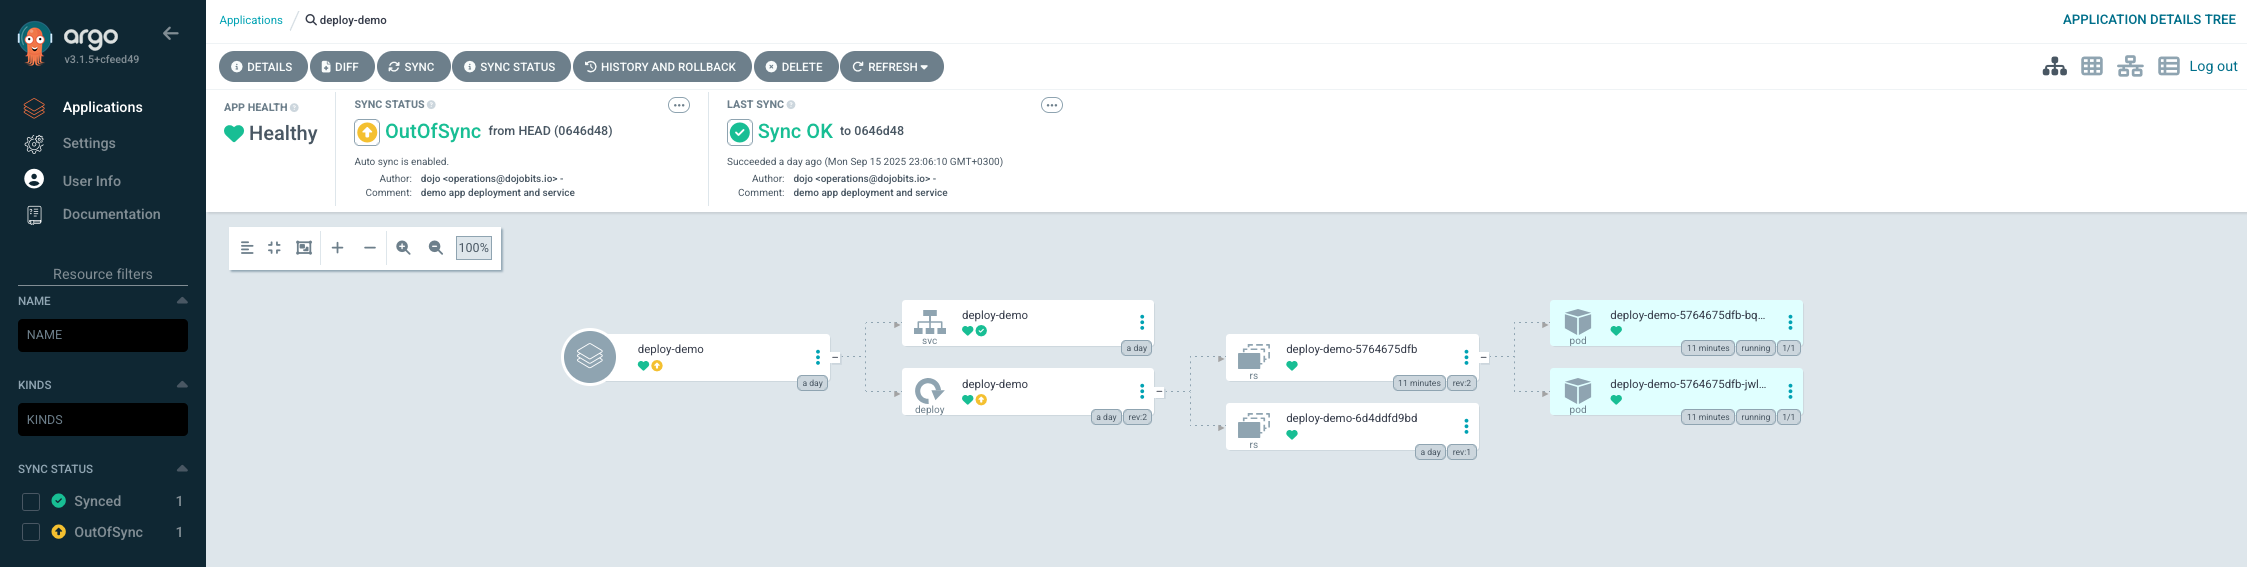 argo
v3.1.5+cfeed49
Applications
Settings
User Info
Documentation
Resource filters
NAME
NAME
KINDS
KINDS
SYNC STATUS
Synced 1
OutOfSync 1
Applications / deploy-demo
APPLICATION DETAILS TREE
DETAILS DIFF SYNC SYNC STATUS HISTORY AND ROLLBACK DELETE REFRESH
Log out
APP HEALTH
Healthy
SYNC STATUS
OutOfSync from HEAD (0646d48)
Auto sync is enabled.
Author: dojo <operations@dojobits.io> -
Comment: demo app deployment and service
LAST SYNC
Sync OK to 0646d48
Succeeded a day ago (Mon Sep 15 2025 23:06:10 GMT+0300)
Author: dojo <operations@dojobits.io> -
Comment: demo app deployment and service
100%
deploy-demo
a day
deploy-demo
svc
a day
deploy-demo
deploy
a day rev:2
deploy-demo-5764675dfb
rs
11 minutes rev:2
deploy-demo-6d4ddfd9bd
rs
a day rev:1
deploy-demo-5764675dfb-bq...
pod
11 minutes running 1/1
deploy-demo-5764675dfb-jwl...
pod
11 minutes running 1/1